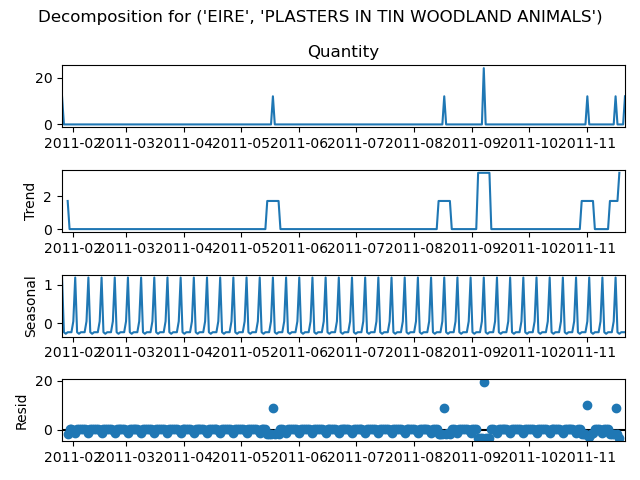 Decomposition for ('EIRE', 'PLASTERS IN TIN WOODLAND ANIMALS')
Quantity
20
0
2011-02 2011-03 2011-04 2011-05 2011-06 2011-07 2011-08 2011-09 2011-10 2011-11
Trend
2
0
2011-02 2011-03 2011-04 2011-05 2011-06 2011-07 2011-08 2011-09 2011-10 2011-11
Seasonal
1
0
2011-02 2011-03 2011-04 2011-05 2011-06 2011-07 2011-08 2011-09 2011-10 2011-11
Resid
20
0
2011-02 2011-03 2011-04 2011-05 2011-06 2011-07 2011-08 2011-09 2011-10 2011-11